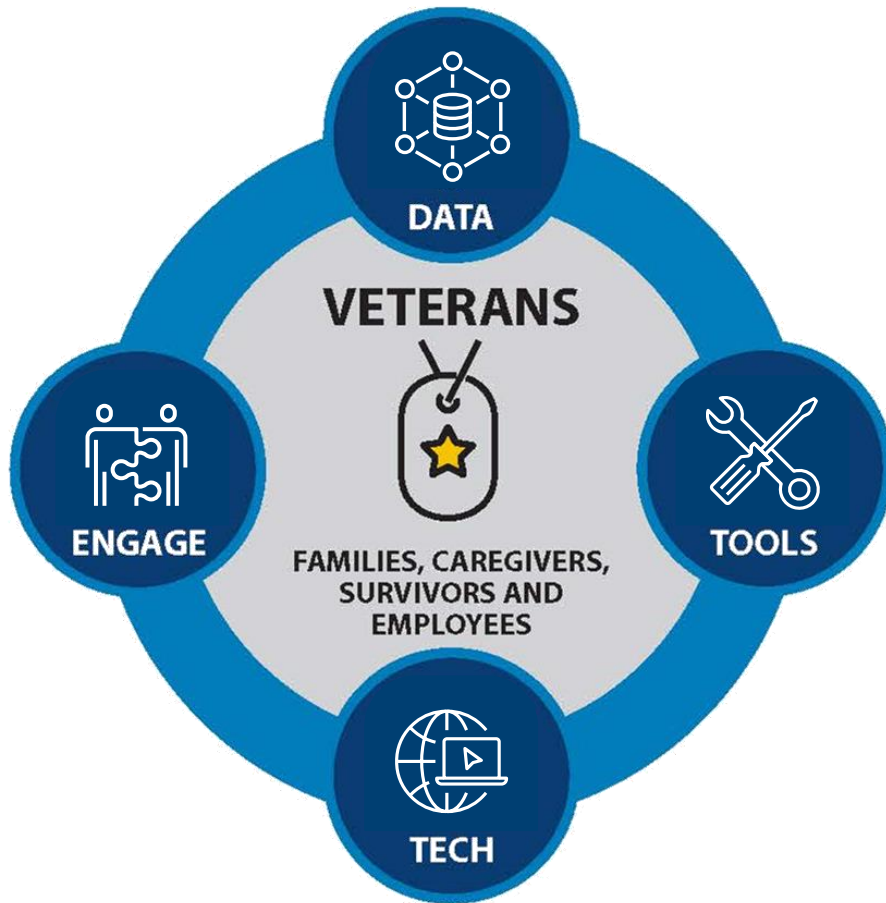 DATA
VETERANS
ENGAGE
TOOLS
FAMILIES, CAREGIVERS,
SURVIVORS AND
EMPLOYEES
TECH